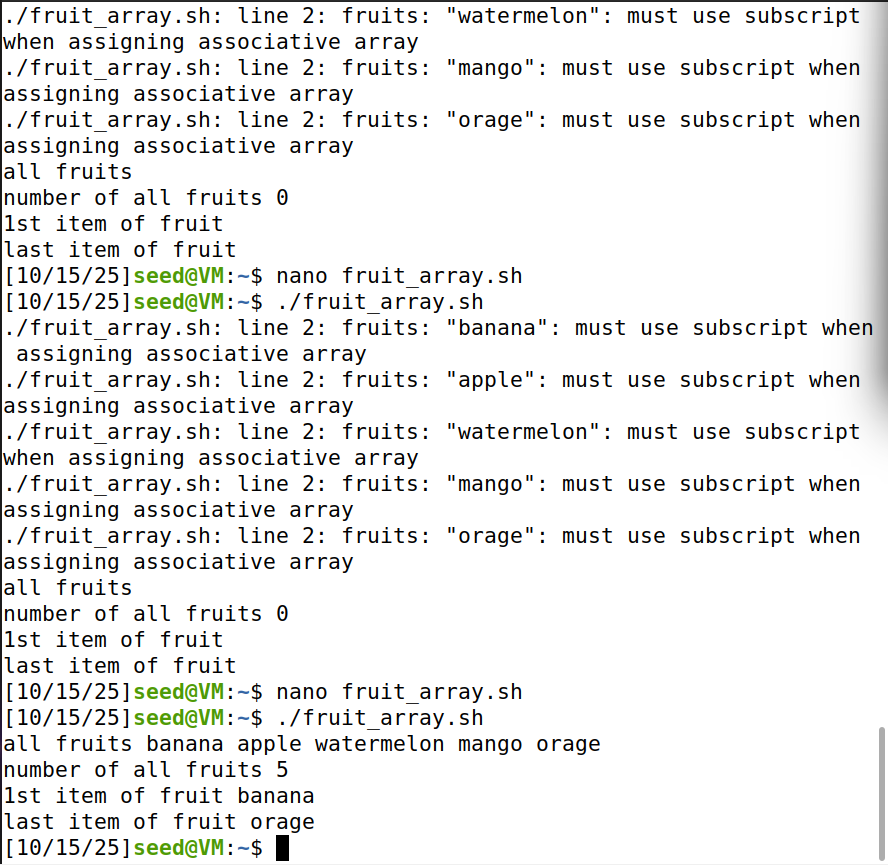 ./fruit_array.sh: line 2: fruits: "watermelon": must use subscript
when assigning associative array
./fruit_array.sh: line 2: fruits: "mango": must use subscript when
assigning associative array
./fruit_array.sh: line 2: fruits: "orage": must use subscript when
assigning associative array
all fruits
number of all fruits 0
1st item of fruit
last item of fruit
[10/15/25]seed@VM:~$ nano fruit_array.sh
[10/15/25]seed@VM:~$ ./fruit_array.sh
./fruit_array.sh: line 2: fruits: "banana": must use subscript when
 assigning associative array
./fruit_array.sh: line 2: fruits: "apple": must use subscript when
assigning associative array
./fruit_array.sh: line 2: fruits: "watermelon": must use subscript
when assigning associative array
./fruit_array.sh: line 2: fruits: "mango": must use subscript when
assigning associative array
./fruit_array.sh: line 2: fruits: "orage": must use subscript when
assigning associative array
all fruits
number of all fruits 0
1st item of fruit
last item of fruit
[10/15/25]seed@VM:~$ nano fruit_array.sh
[10/15/25]seed@VM:~$ ./fruit_array.sh
all fruits banana apple watermelon mango orage
number of all fruits 5
1st item of fruit banana
last item of fruit orage
[10/15/25]seed@VM:~$